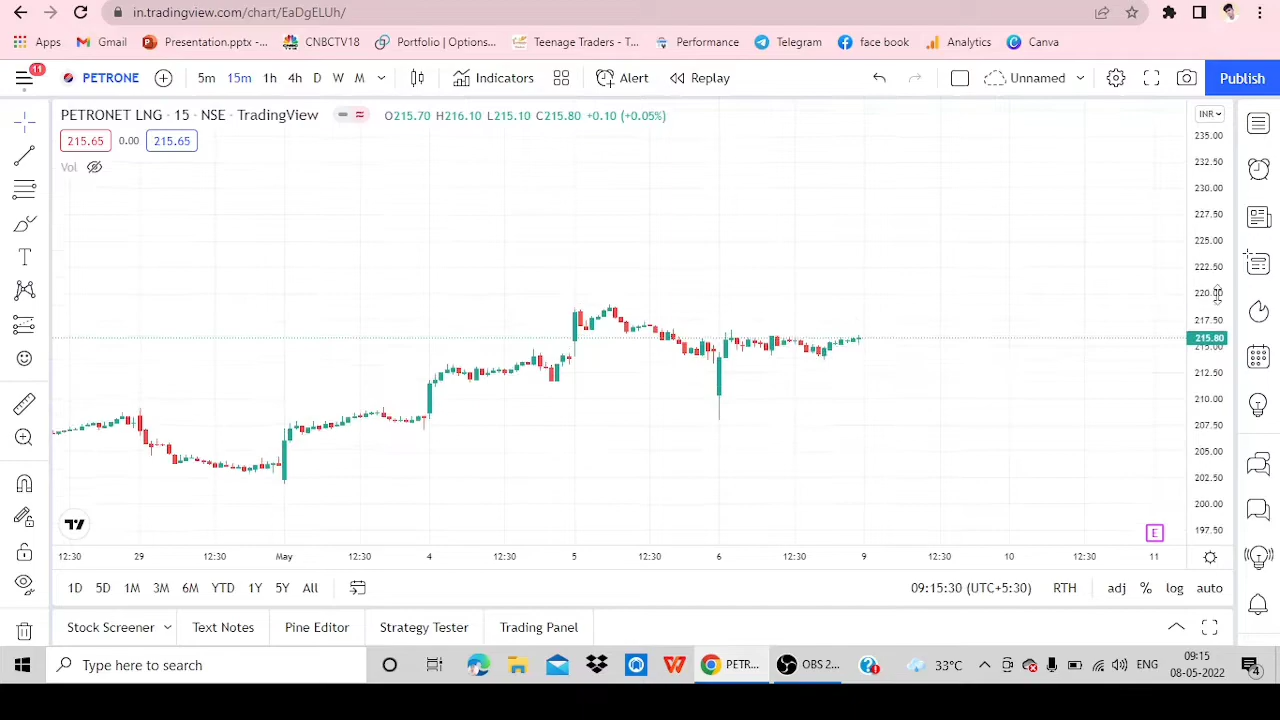 in.tradingview.com/chart/EaDgELUh/
Apps Gmail Presentation.pptx -... CNBCTV18 Portfolio | Options... Teenage Traders - T... Performance Telegram face book Analytics Canva
11
PETRONE 5m 15m 1h 4h D W M Indicators Alert Replay Unnamed Publish
PETRONET LNG · 15 · NSE · TradingView O215.70 H216.10 L215.10 C215.80 +0.10 (+0.05%) INR
215.65 0.00 215.65
Vol
235.00
232.50
230.00
227.50
225.00
222.50
220.00
217.50
215.80
215.00
212.50
210.00
207.50
205.00
202.50
200.00
197.50
E
12:30 29 12:30 May 12:30 4 12:30 5 12:30 6 12:30 9 12:30 10 12:30 11
1D 5D 1M 3M 6M YTD 1Y 5Y All 09:15:30 (UTC+5:30) RTH adj % log auto
Stock Screener Text Notes Pine Editor Strategy Tester Trading Panel
Type here to search PETR... OBS 2... 33°C ENG 09:15
08-05-2022 4